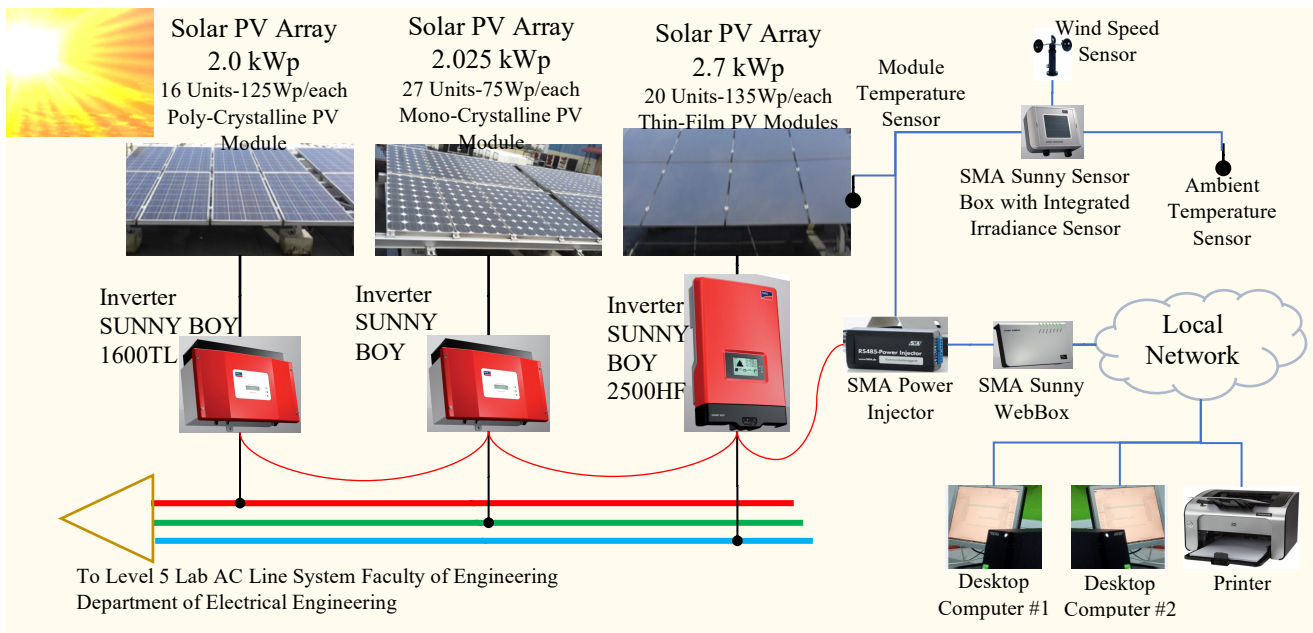 Solar PV Array
2.0 kWp
16 Units-125Wp/each
Poly-Crystalline PV
Module
Solar PV Array
2.025 kWp
27 Units-75Wp/each
Mono-Crystalline PV
Module
Solar PV Array
2.7 kWp
20 Units-135Wp/each
Thin-Film PV Modules
Module
Temperature
Sensor
Wind Speed
Sensor
SMA Sunny Sensor
Box with Integrated
Irradiance Sensor
Ambient
Temperature
Sensor
Inverter
SUNNY BOY
1600TL
Inverter
SUNNY
BOY
Inverter
SUNNY
BOY
2500HF
RS485-Power Injector
SMA Power
Injector
SMA Sunny
WebBox
Local
Network
Desktop
Computer #1
Desktop
Computer #2
Printer
To Level 5 Lab AC Line System Faculty of Engineering
Department of Electrical Engineering